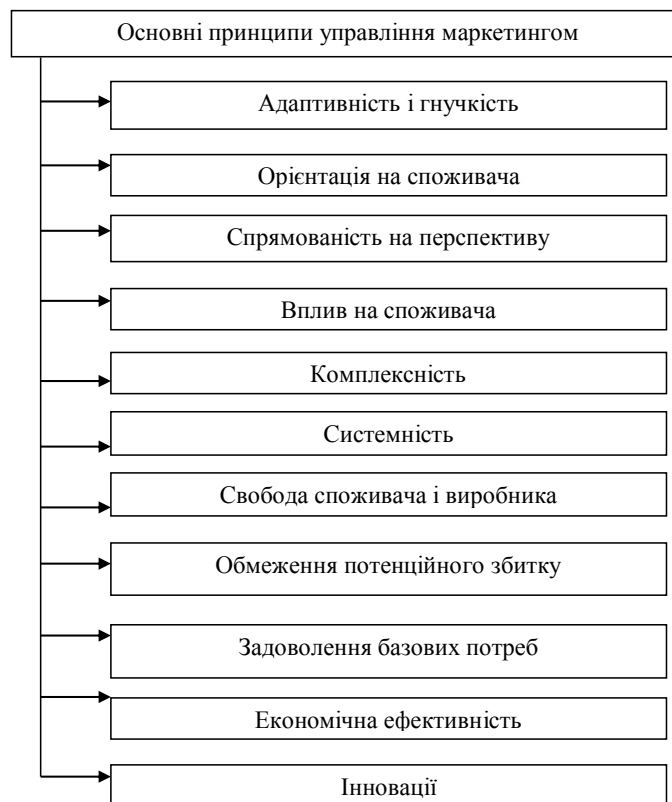 Основні принципи управління маркетингом
Адаптивність і гнучкість
Орієнтація на споживача
Спрямованість на перспективу
Вплив на споживача
Комплексність
Системність
Свобода споживача і виробника
Обмеження потенційного збитку
Задоволення базових потреб
Економічна ефективність
Інновації